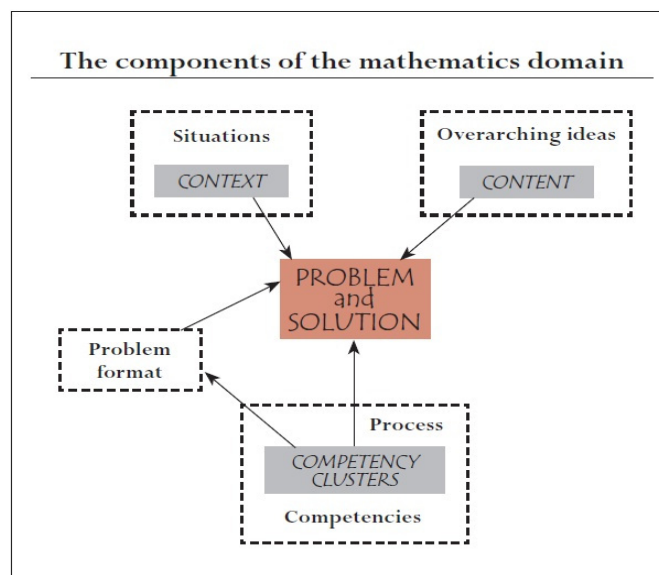 The components of the mathematics domain
Situations
CONTEXT
Overarching ideas
CONTENT
PROBLEM
and
SOLUTION
Problem
format
Process
COMPETENCY
CLUSTERS
Competencies